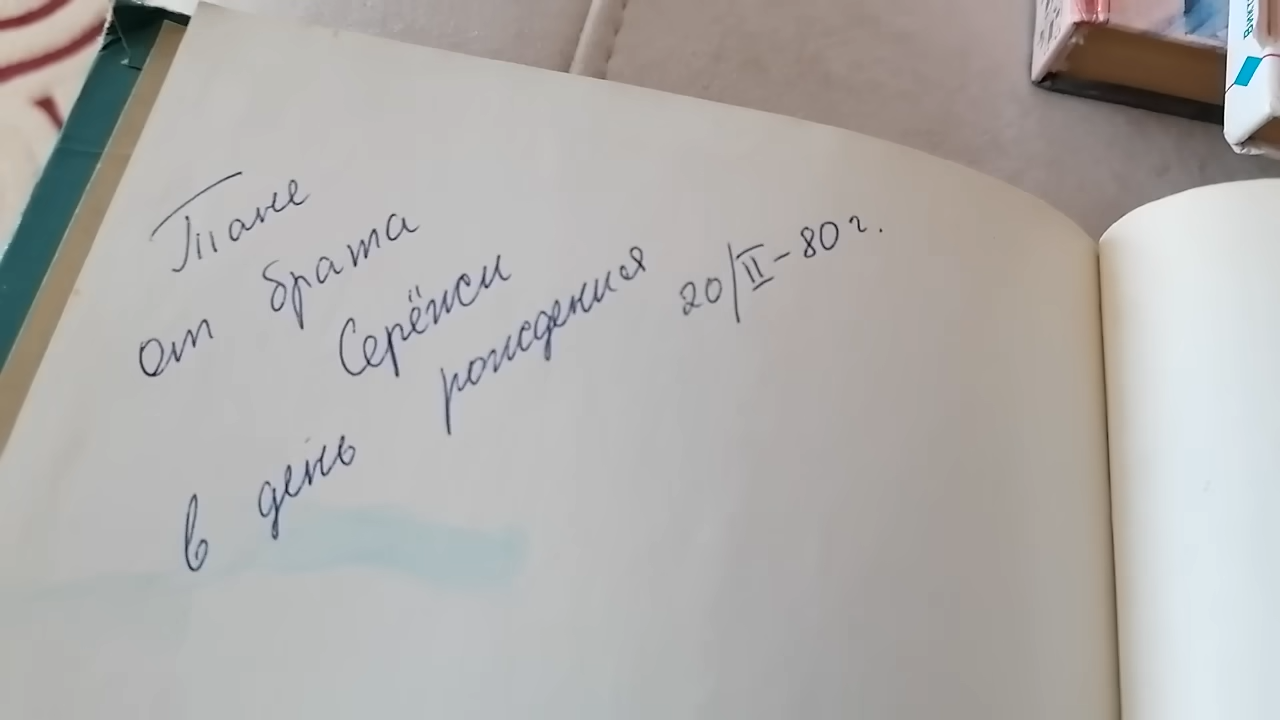 Тане
от брата
Серёжи
в день рождения 20/II-80 г.